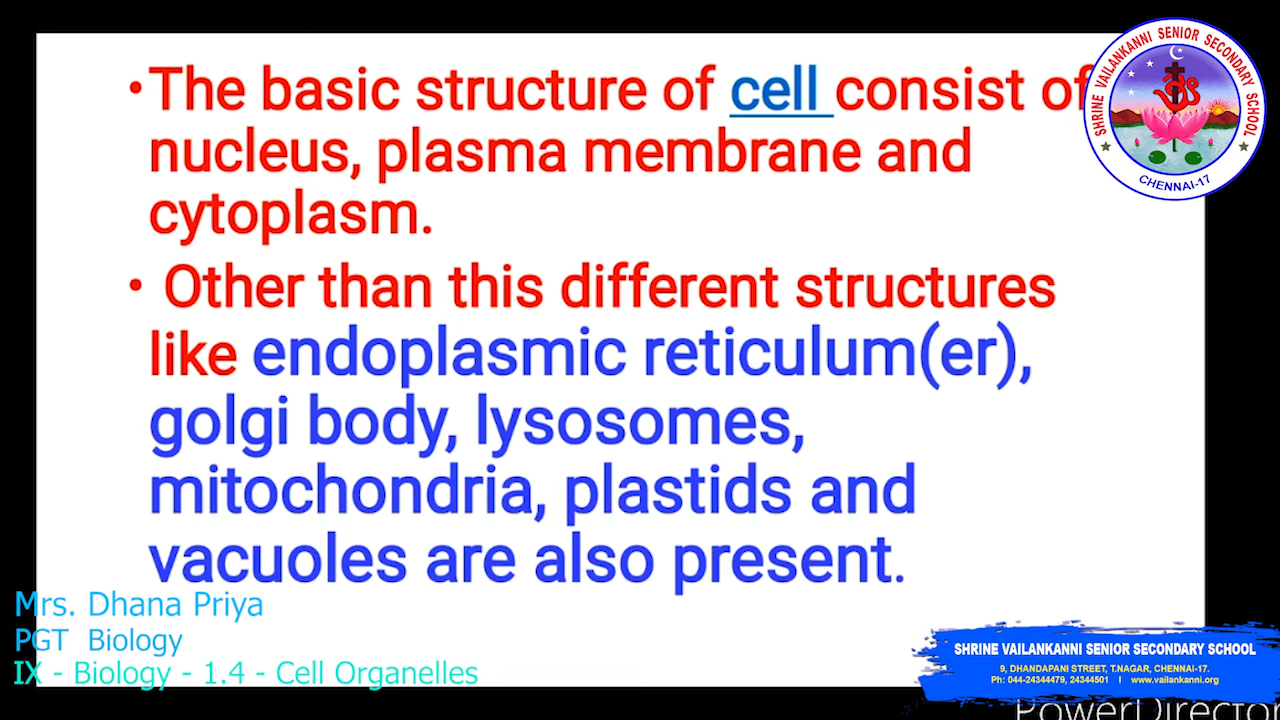 •The basic structure of cell consist of
nucleus, plasma membrane and
cytoplasm.
• Other than this different structures
like endoplasmic reticulum(er),
golgi body, lysosomes,
mitochondria, plastids and
vacuoles are also present.
Mrs. Dhana Priya
PGT Biology
IX - Biology - 1.4 - Cell Organelles
SHRINE VAILANKANNI SENIOR SECONDARY SCHOOL
CHENNAI-17
SHRINE VAILANKANNI SENIOR SECONDARY SCHOOL
9, DHANDAPANI STREET, T.NAGAR, CHENNAI-17.
Ph: 044-24344479, 24344501 I www.vailankanni.org
PowerDirector